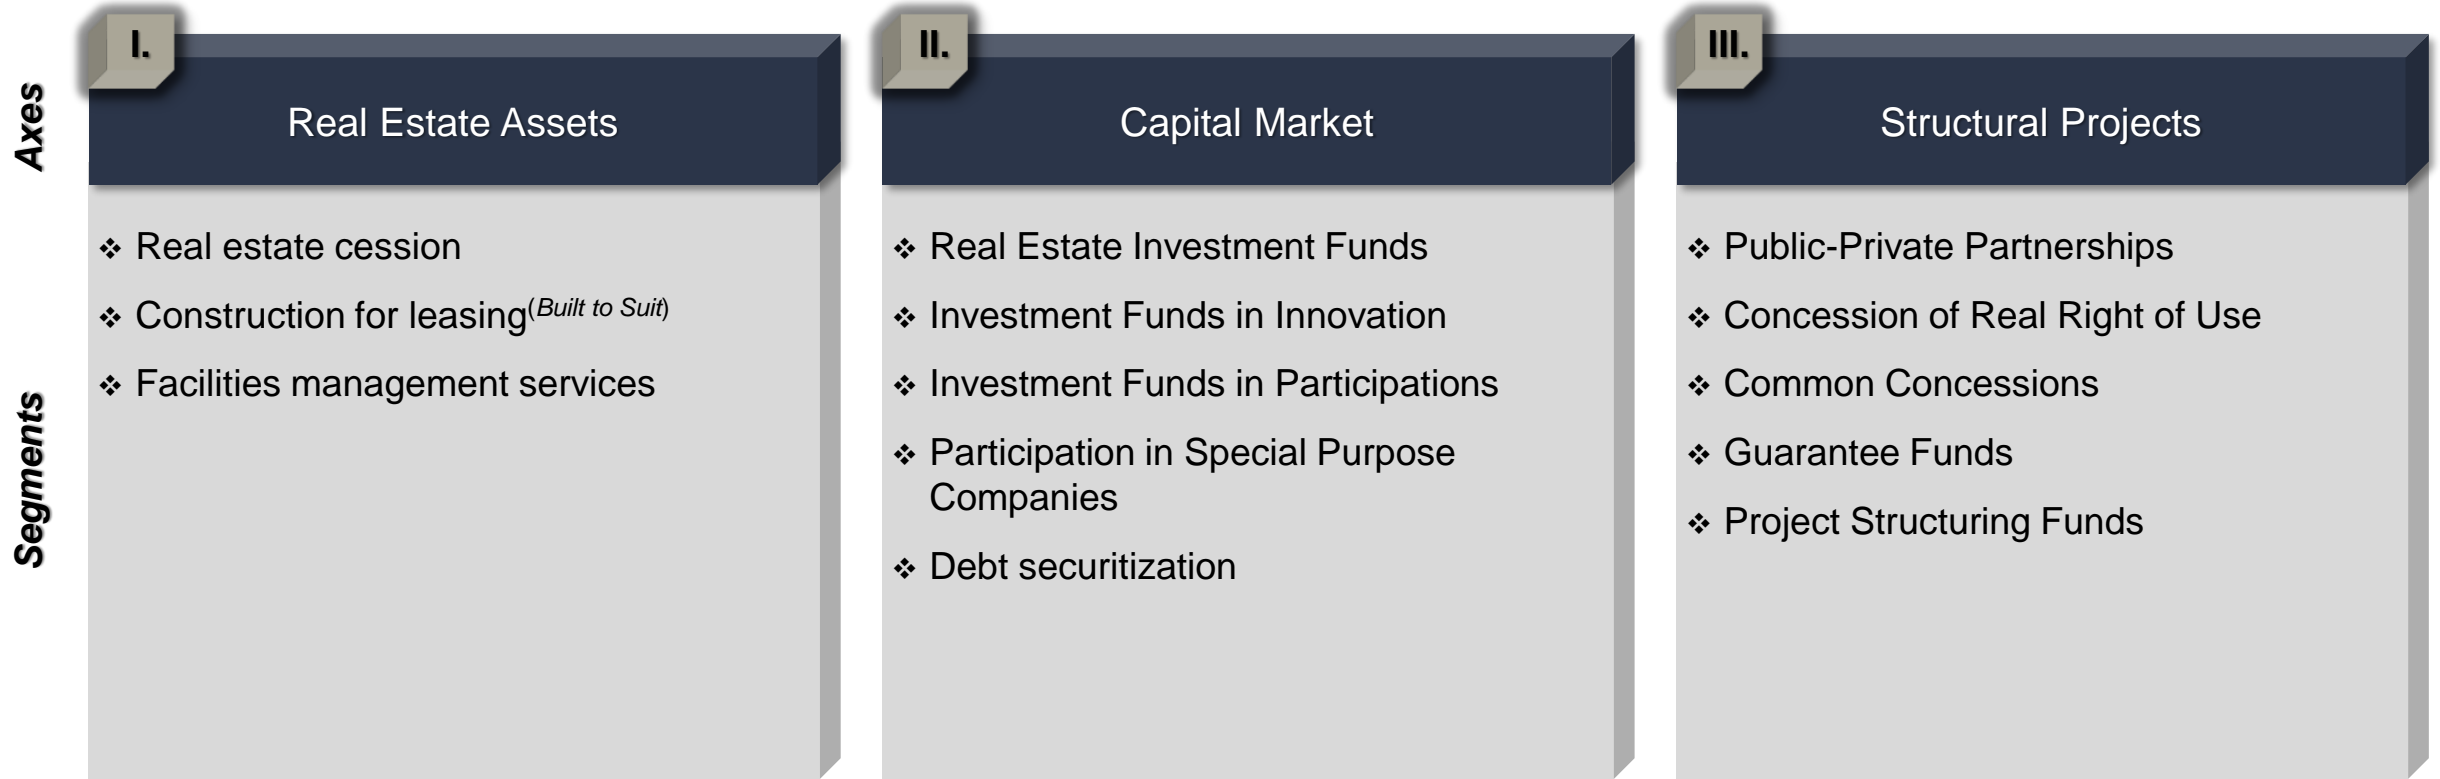 Axes
Segments
I.
Real Estate Assets
❖ Real estate cession
❖ Construction for leasing(Built to Suit)
❖ Facilities management services
II.
Capital Market
❖ Real Estate Investment Funds
❖ Investment Funds in Innovation
❖ Investment Funds in Participations
❖ Participation in Special Purpose
Companies
❖ Debt securitization
III.
Structural Projects
❖ Public-Private Partnerships
❖ Concession of Real Right of Use
❖ Common Concessions
❖ Guarantee Funds
❖ Project Structuring Funds